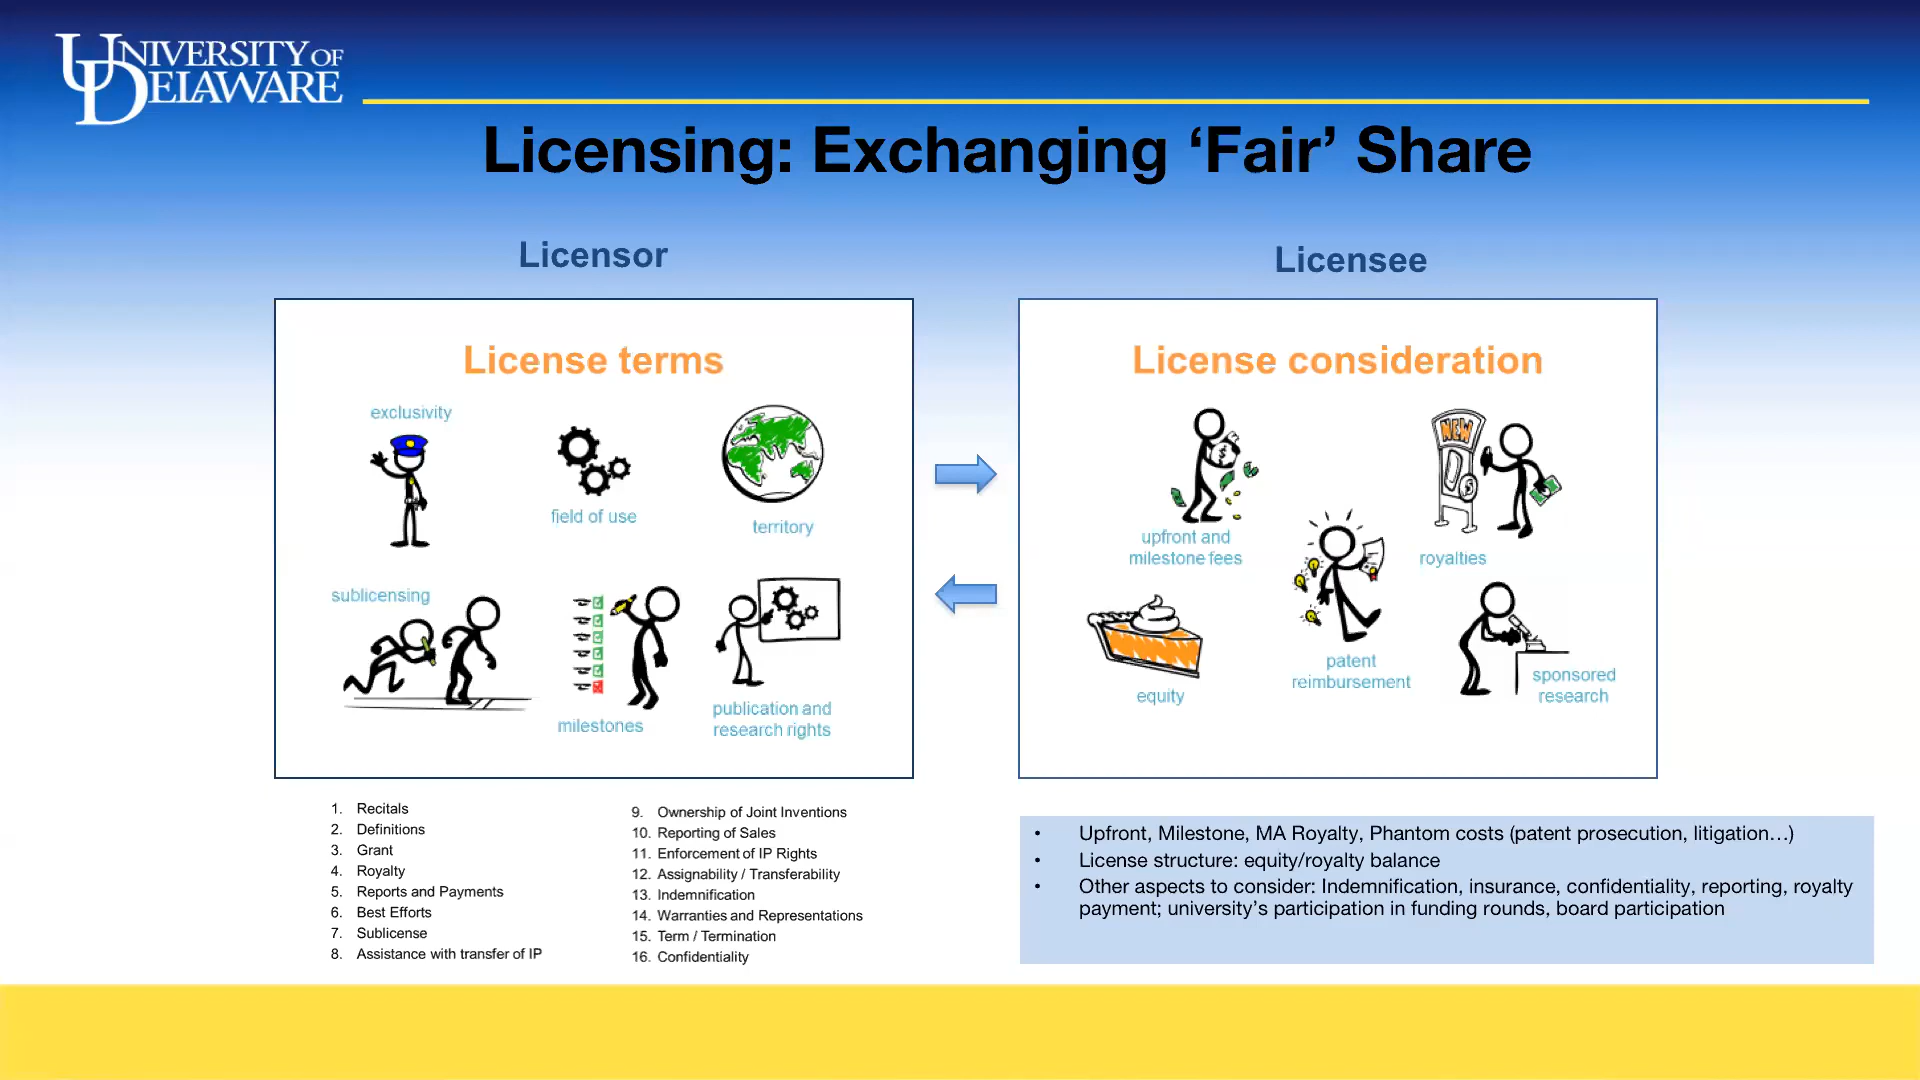 UNIVERSITY OF
DELAWARE
Licensing: Exchanging ‘Fair’ Share
Licensor
Licensee
License terms
exclusivity
field of use
territory
sublicensing
milestones
publication and
research rights
License consideration
NEW
$
$
upfront and
milestone fees
royalties
equity
patent
reimbursement
sponsored
research
1. Recitals
2. Definitions
3. Grant
4. Royalty
5. Reports and Payments
6. Best Efforts
7. Sublicense
8. Assistance with transfer of IP
9. Ownership of Joint Inventions
10. Reporting of Sales
11. Enforcement of IP Rights
12. Assignability / Transferability
13. Indemnification
14. Warranties and Representations
15. Term / Termination
16. Confidentiality
• Upfront, Milestone, MA Royalty, Phantom costs (patent prosecution, litigation…)
• License structure: equity/royalty balance
• Other aspects to consider: Indemnification, insurance, confidentiality, reporting, royalty
payment; university’s participation in funding rounds, board participation